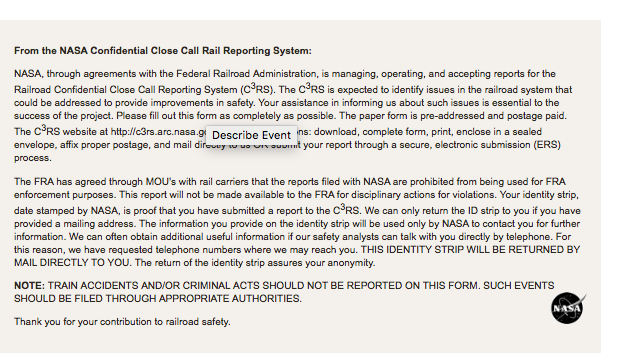 From the NASA Confidential Close Call Rail Reporting System:
NASA, through agreements with the Federal Railroad Administration, is managing, operating, and accepting reports for the
Railroad Confidential Close Call Reporting System (C³RS). The C³RS is expected to identify issues in the railroad system that
could be addressed to provide improvements in safety. Your assistance in informing us about such issues is essential to the
success of the project. Please fill out this form as completely as possible. The paper form is pre-addressed and postage paid.
The C³RS website at http://c3rs.arc.nasa.g Describe Event ns: download, complete form, print, enclose in a sealed
envelope, affix proper postage, and mail directly to us OR submit your report through a secure, electronic submission (ERS)
process.
The FRA has agreed through MOU's with rail carriers that the reports filed with NASA are prohibited from being used for FRA
enforcement purposes. This report will not be made available to the FRA for disciplinary actions for violations. Your identity strip,
date stamped by NASA, is proof that you have submitted a report to the C³RS. We can only return the ID strip to you if you have
provided a mailing address. The information you provide on the identity strip will be used only by NASA to contact you for further
information. We can often obtain additional useful information if our safety analysts can talk with you directly by telephone. For
this reason, we have requested telephone numbers where we may reach you. THIS IDENTITY STRIP WILL BE RETURNED BY
MAIL DIRECTLY TO YOU. The return of the identity strip assures your anonymity.
NOTE: TRAIN ACCIDENTS AND/OR CRIMINAL ACTS SHOULD NOT BE REPORTED ON THIS FORM. SUCH EVENTS
SHOULD BE FILED THROUGH APPROPRIATE AUTHORITIES.
NASA
Thank you for your contribution to railroad safety.